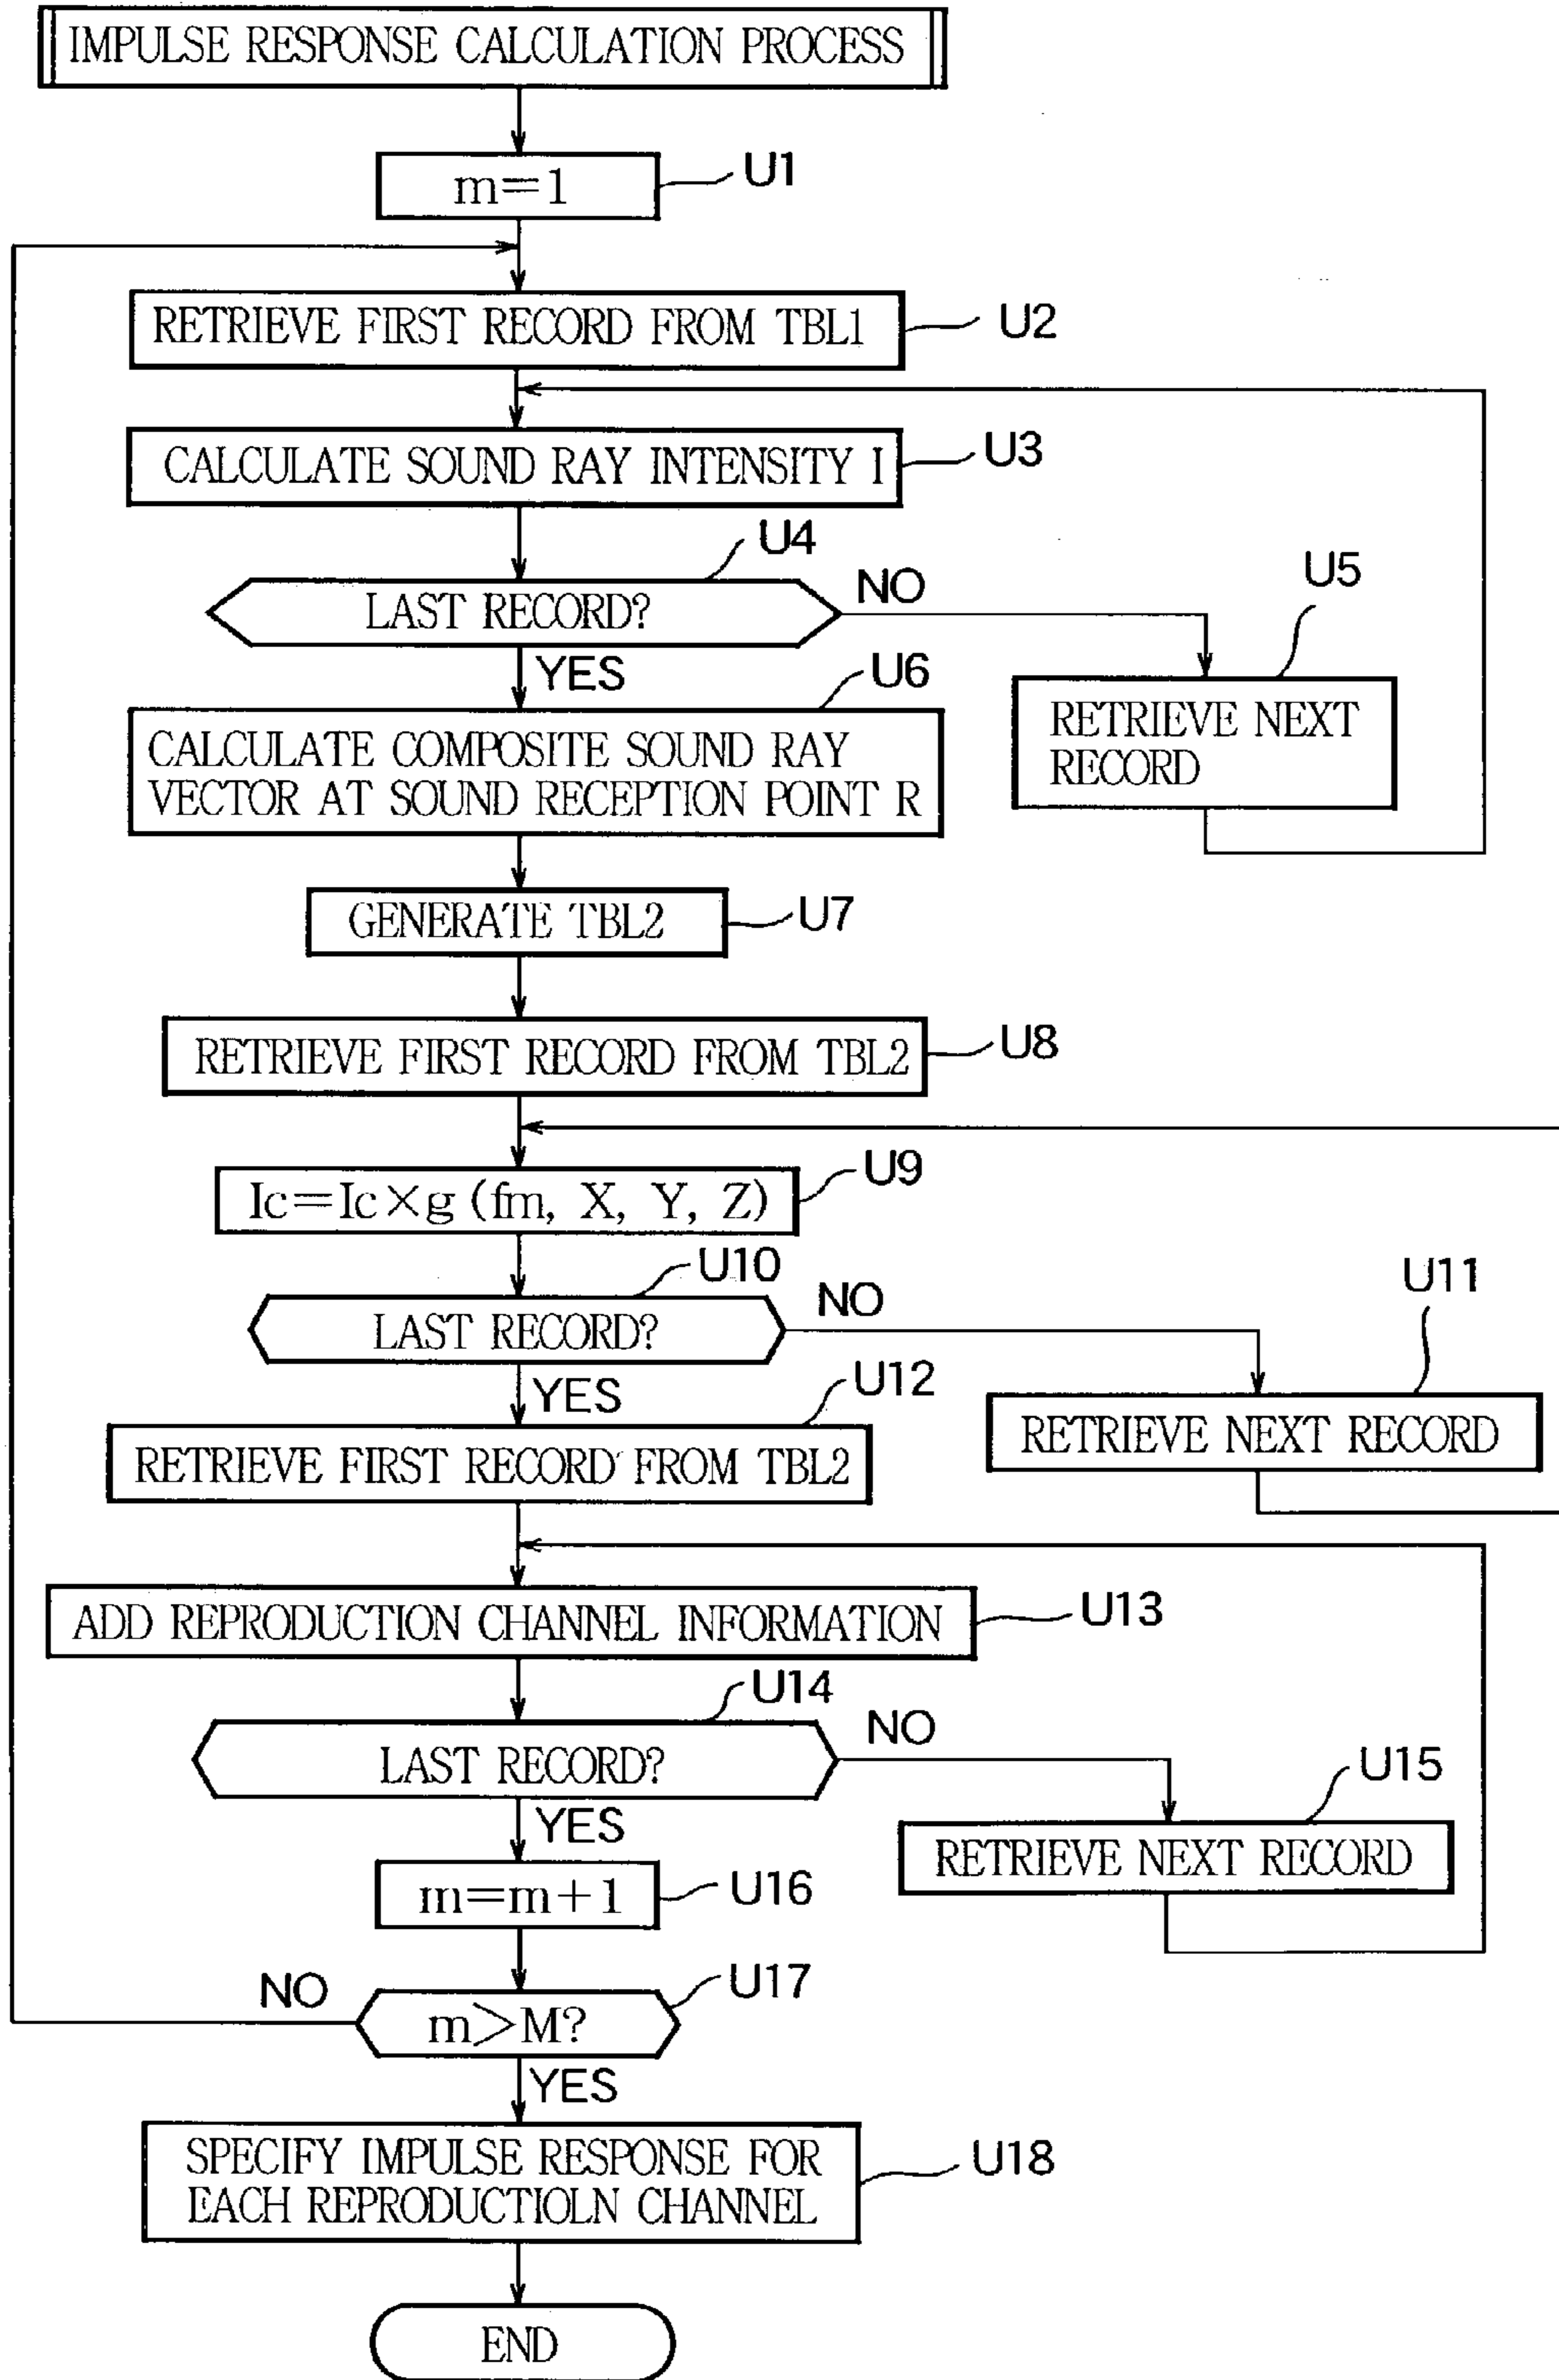 IMPULSE RESPONSE CALCULATION PROCESS
m=1
U1
RETRIEVE FIRST RECORD FROM TBL1
U2
CALCULATE SOUND RAY INTENSITY I
U3
U4
LAST RECORD?
NO
YES
U5
RETRIEVE NEXT
RECORD
U6
CALCULATE COMPOSITE SOUND RAY
VECTOR AT SOUND RECEPTION POINT R
GENERATE TBL2
U7
RETRIEVE FIRST RECORD FROM TBL2
U8
Ic=Ic×g (fm, X, Y, Z)
U9
U10
LAST RECORD?
NO
YES
U11
RETRIEVE NEXT RECORD
U12
RETRIEVE FIRST RECORD FROM TBL2
ADD REPRODUCTION CHANNEL INFORMATION
U13
U14
LAST RECORD?
NO
YES
U15
RETRIEVE NEXT RECORD
m=m+1
U16
NO
m>M?
U17
YES
SPECIFY IMPULSE RESPONSE FOR
EACH REPRODUCTIOLN CHANNEL
U18
END